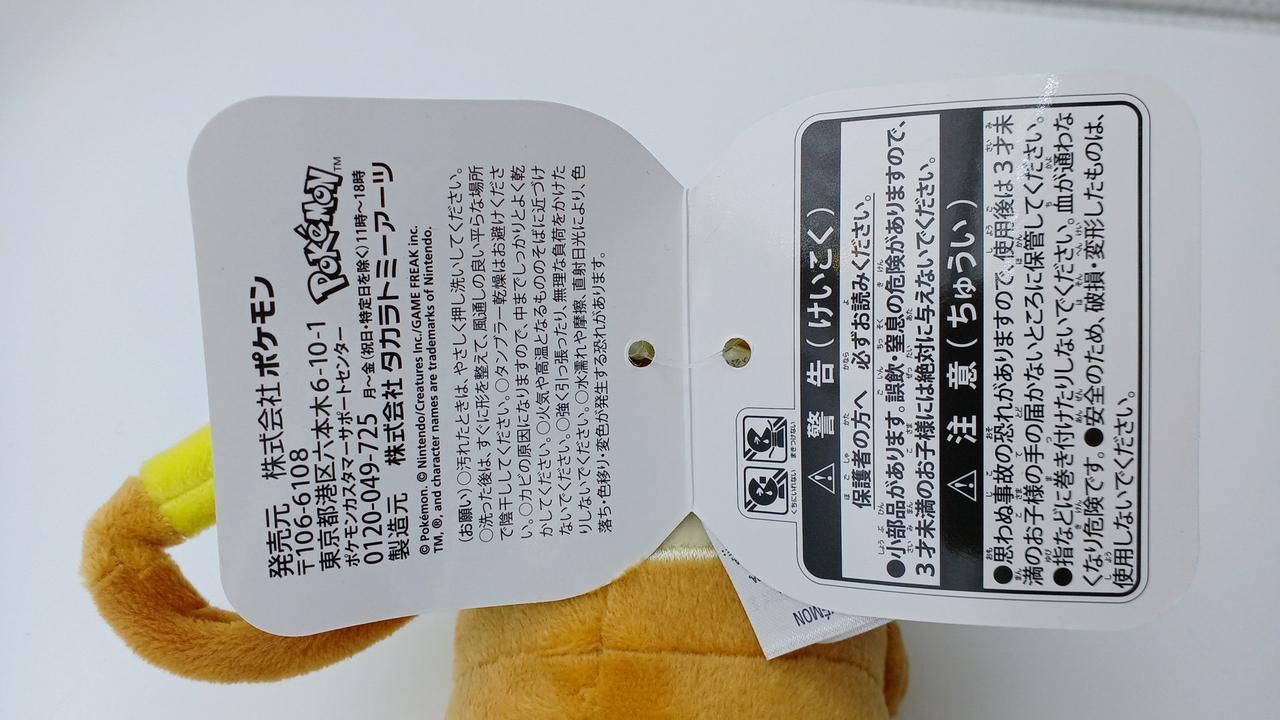 発売元 株式会社ポケモン
〒106-6108
東京都港区六本木6-10-1
POKéMON™
ポケモンカスタマーサポートセンター
0120-049-725 月～金(祝日・特定日を除く)11時～18時
製造元 株式会社タカラトミーアーツ
© Pokémon. © Nintendo/Creatures Inc./GAME FREAK inc.
TM, ®, and character names are trademarks of Nintendo.
(お願い)○汚れたときは、やさしく押し洗いしてください。
○洗った後は、すぐに形を整えて、風通しの良い平らな場所
で陰干ししてください。○タンブラー乾燥はお避けくださ
い。○カビの原因になりますので、中までしっかりとよく乾
かしてください。○火気や高温となるもののそばに近づけ
ないでください。○強く引っ張ったり、無理な負荷をかけた
りしないでください。○水濡れや摩擦、直射日光により、色
落ち・色移り・変色が発生する恐れがあります。
くちにいれない
まきつけない
警告(けいこく)
保護者の方へ 必ずお読みください。
●小部品があります。誤飲・窒息の危険がありますので、
3才未満のお子様には絶対に与えないでください。
注意(ちゅうい)
●思わぬ事故の恐れがありますので、使用後は3才未
満のお子様の手の届かないところに保管してください。
●指などに巻き付けたりしないでください。血が通わな
くなり危険です。●安全のため、破損・変形したものは、
使用しないでください。